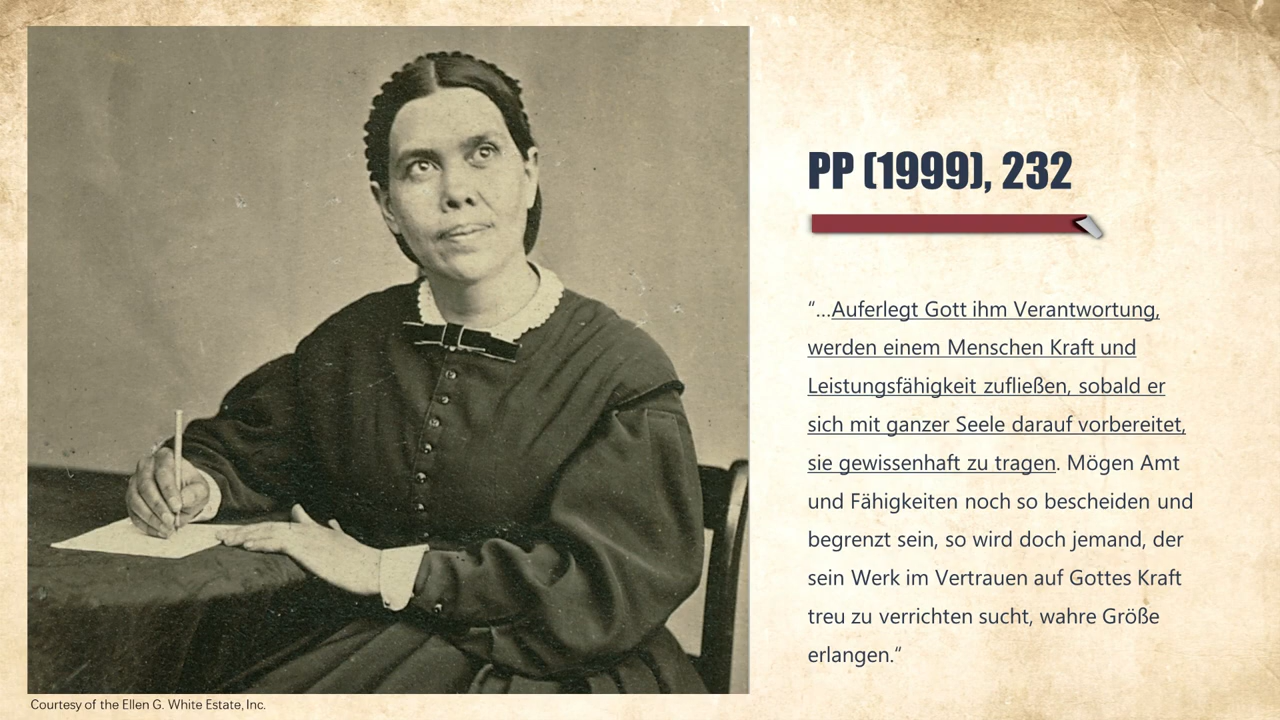 PP (1999), 232
“...Auferlegt Gott ihm Verantwortung,
werden einem Menschen Kraft und
Leistungsfähigkeit zufließen, sobald er
sich mit ganzer Seele darauf vorbereitet,
sie gewissenhaft zu tragen. Mögen Amt
und Fähigkeiten noch so bescheiden und
begrenzt sein, so wird doch jemand, der
sein Werk im Vertrauen auf Gottes Kraft
treu zu verrichten sucht, wahre Größe
erlangen.“
Courtesy of the Ellen G. White Estate, Inc.